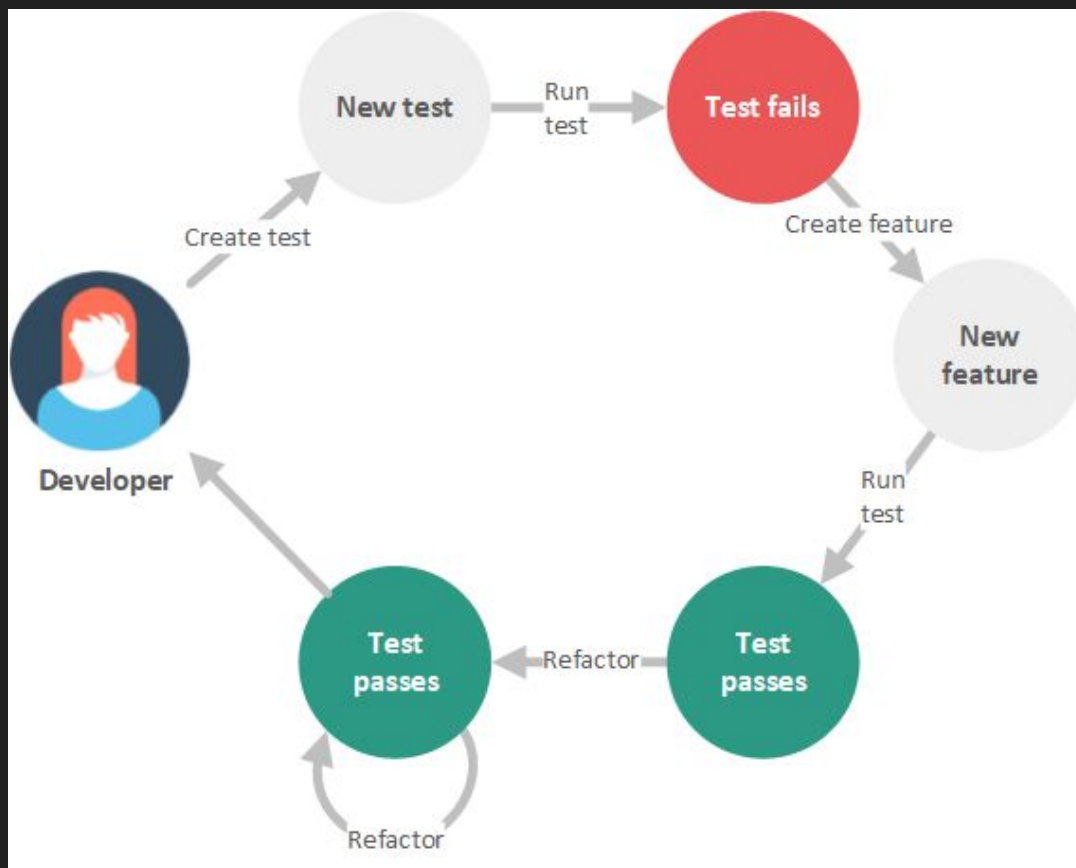 New test
Run
test
Test fails
Create test
Create feature
New
feature
Developer
Run
test
Test
passes
Refactor
Test
passes
Refactor